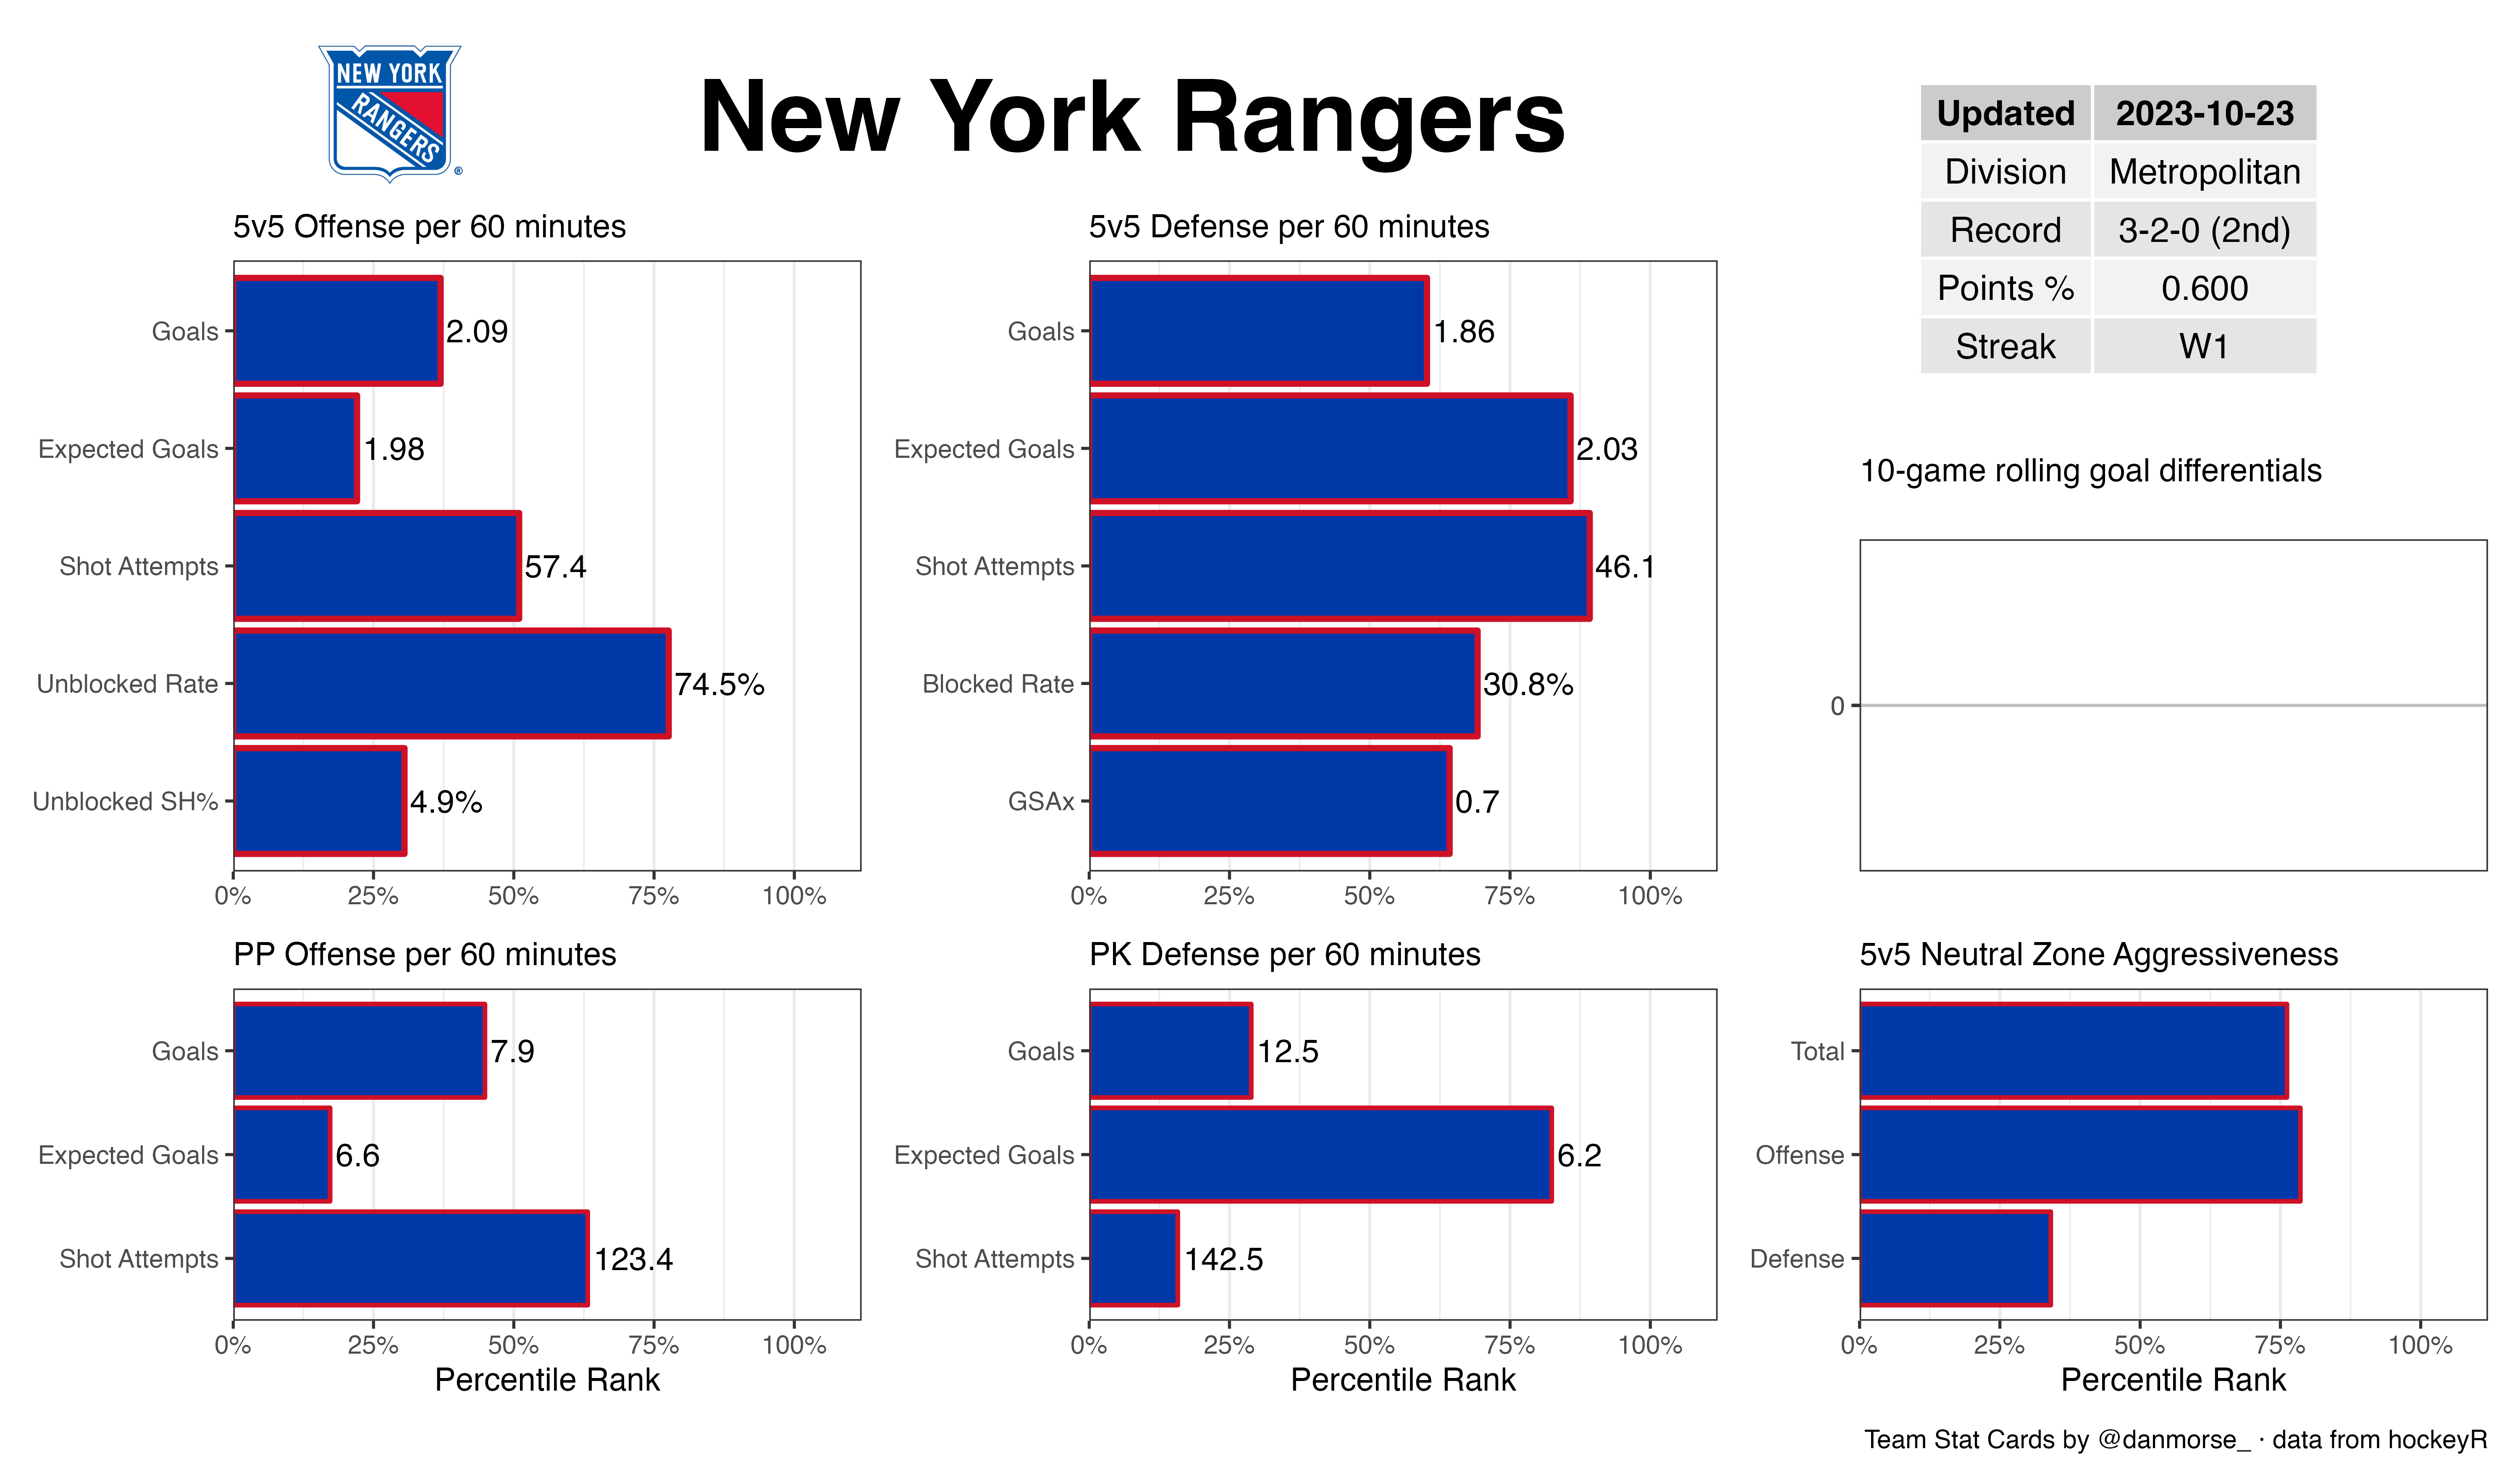 NEW YORK
RANGERS
®
New York Rangers
Updated 2023-10-23
Division Metropolitan
Record 3-2-0 (2nd)
Points % 0.600
Streak W1
5v5 Offense per 60 minutes
Goals 2.09
Expected Goals 1.98
Shot Attempts 57.4
Unblocked Rate 74.5%
Unblocked SH% 4.9%
0% 25% 50% 75% 100%
5v5 Defense per 60 minutes
Goals 1.86
Expected Goals 2.03
Shot Attempts 46.1
Blocked Rate 30.8%
GSAx 0.7
0% 25% 50% 75% 100%
10-game rolling goal differentials
0
PP Offense per 60 minutes
Goals 7.9
Expected Goals 6.6
Shot Attempts 123.4
0% 25% 50% 75% 100%
Percentile Rank
PK Defense per 60 minutes
Goals 12.5
Expected Goals 6.2
Shot Attempts 142.5
0% 25% 50% 75% 100%
Percentile Rank
5v5 Neutral Zone Aggressiveness
Total
Offense
Defense
0% 25% 50% 75% 100%
Percentile Rank
Team Stat Cards by @danmorse_ · data from hockeyR